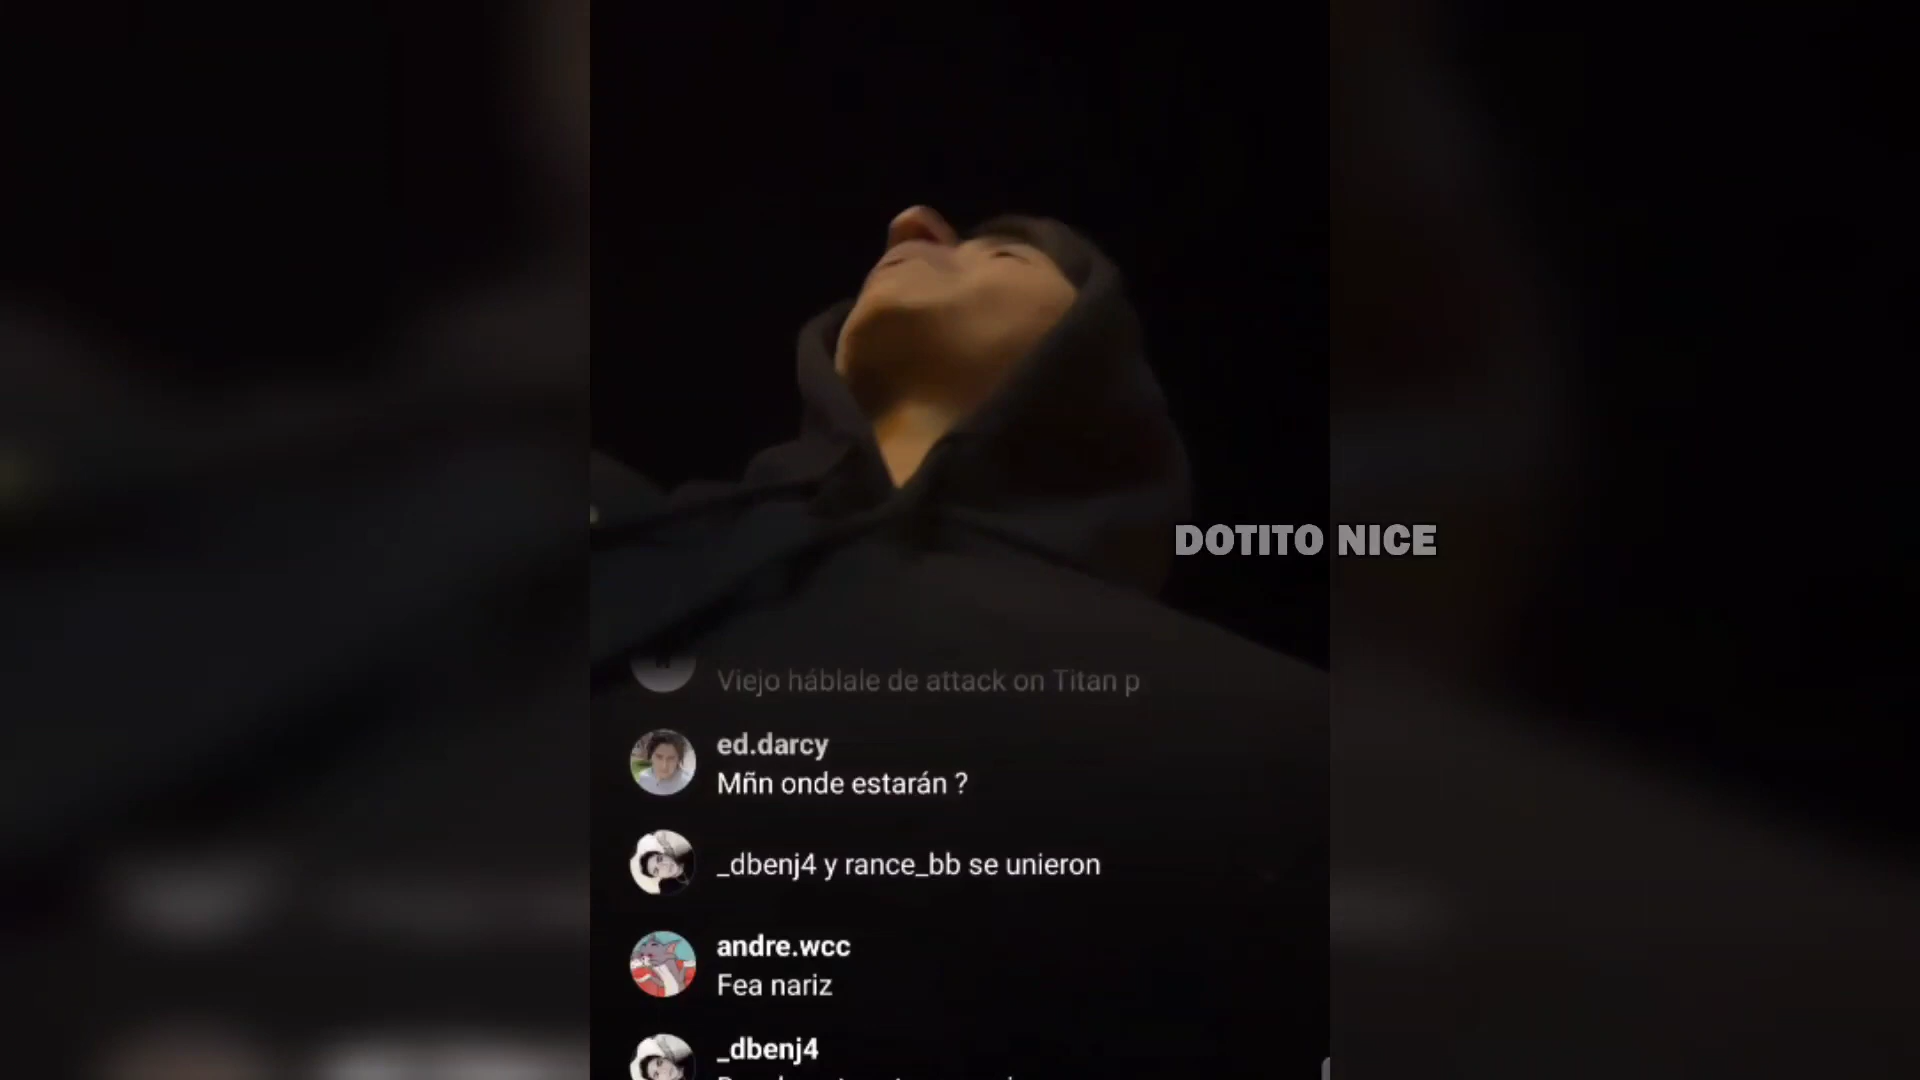 DOTITO NICE
Viejo háblale de attack on Titan p
ed.darcy
Mñn onde estarán ?
_dbenj4 y rance_bb se unieron
andre.wcc
Fea nariz
_dbenj4